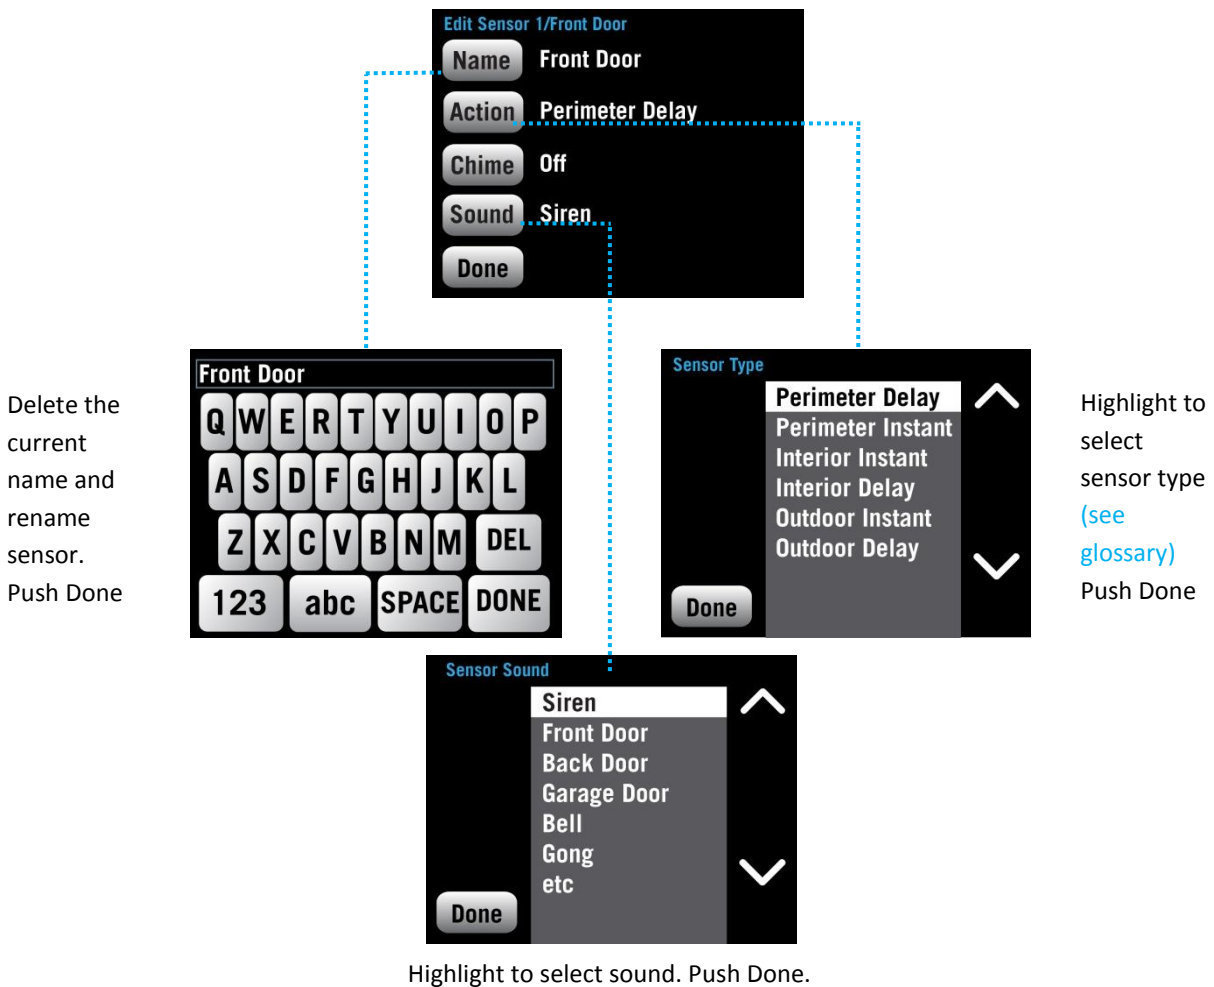 Edit Sensor 1/Front Door
Name Front Door
Action Perimeter Delay
Chime Off
Sound Siren
Done
Delete the
current
name and
rename
sensor.
Push Done
Front Door
Q W E R T Y U I O P
A S D F G H J K L
Z X C V B N M DEL
123 abc SPACE DONE
Sensor Type
Perimeter Delay
Perimeter Instant
Interior Instant
Interior Delay
Outdoor Instant
Outdoor Delay
Done
Highlight to
select
sensor type
(see
glossary)
Push Done
Sensor Sound
Siren
Front Door
Back Door
Garage Door
Bell
Gong
etc
Done
Highlight to select sound. Push Done.